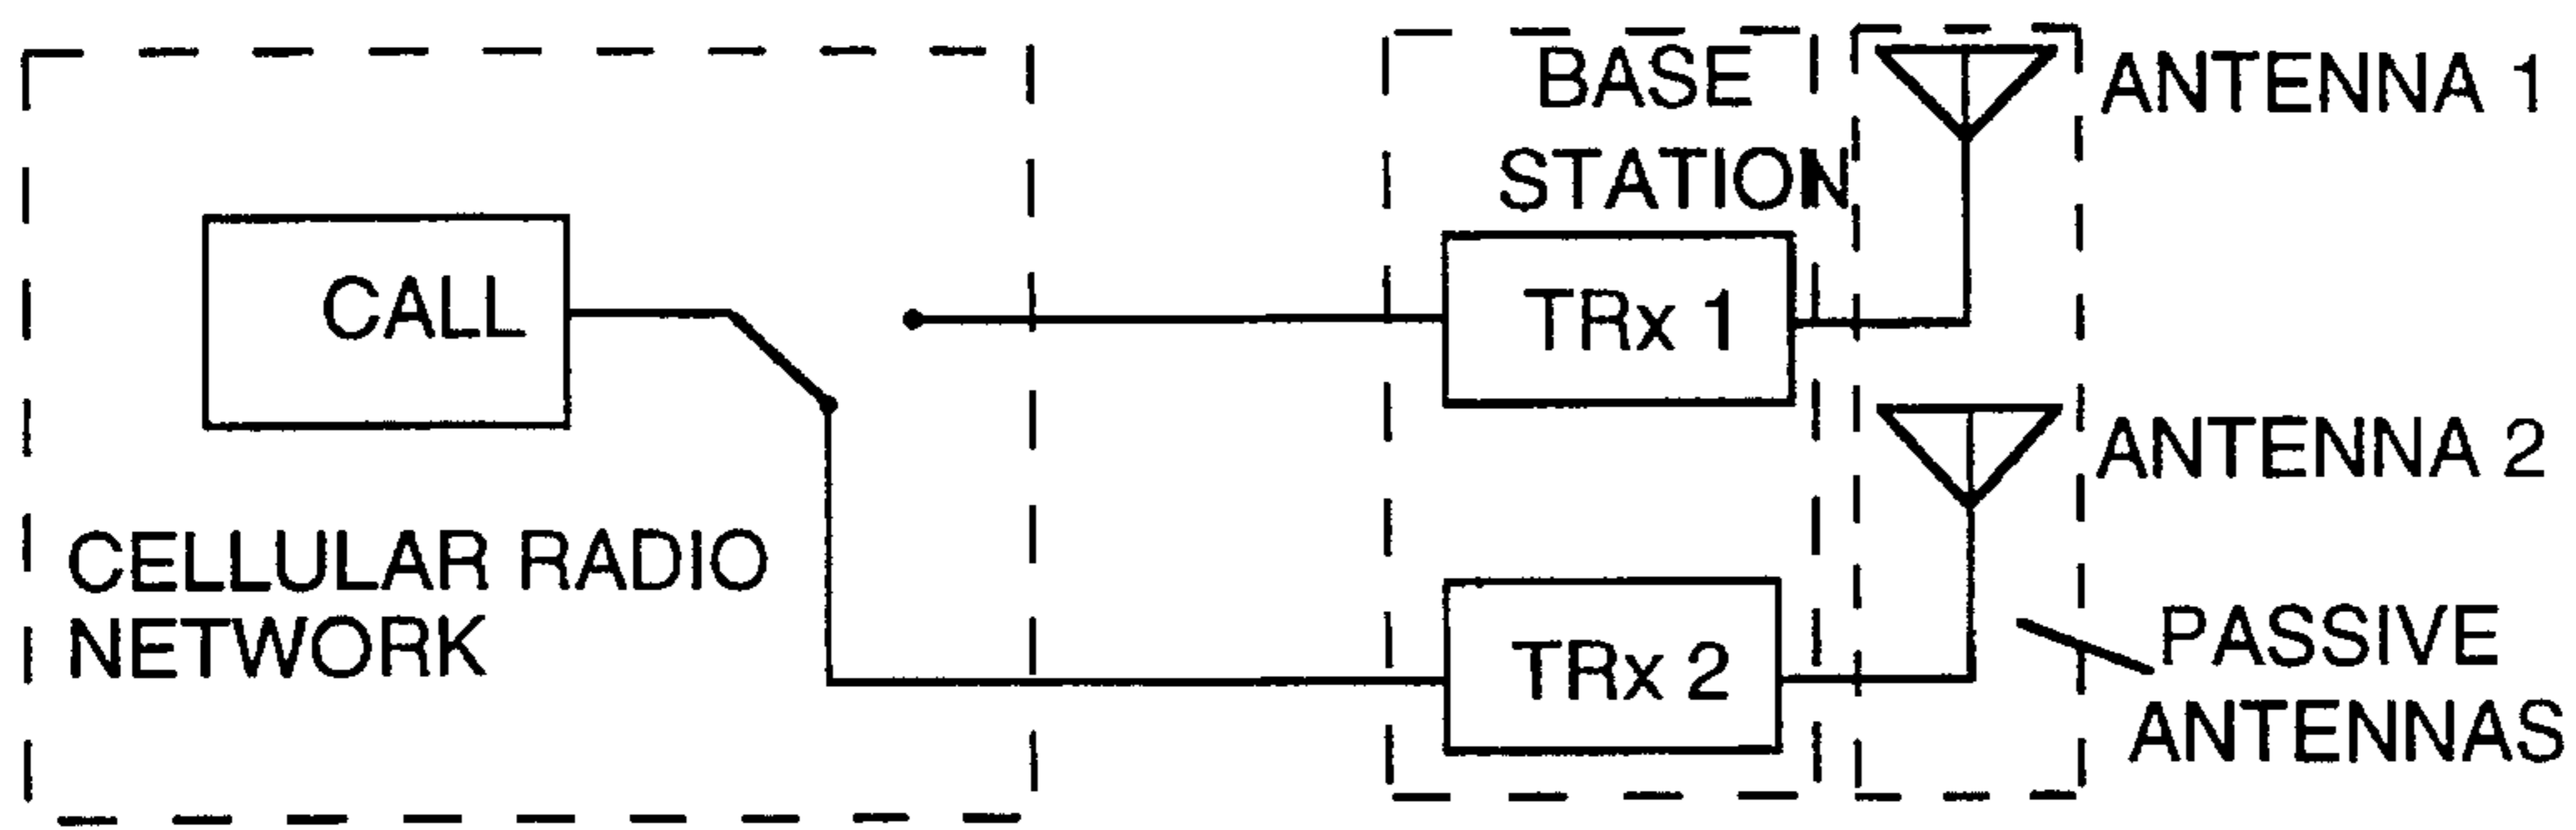 BASE
STATION
ANTENNA 1
CALL
TRx 1
ANTENNA 2
CELLULAR RADIO
NETWORK
TRx 2
PASSIVE
ANTENNAS